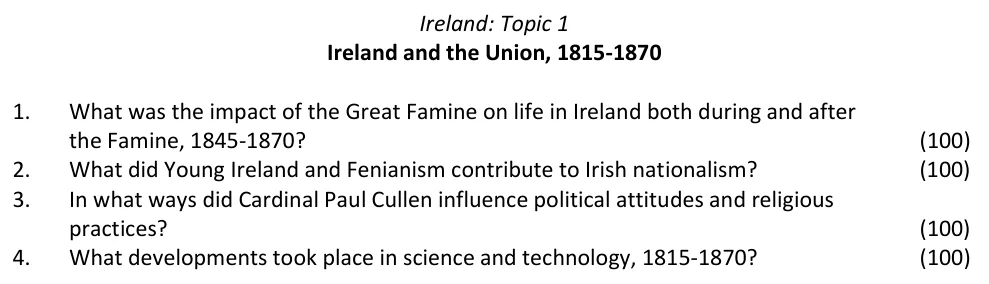 Ireland: Topic 1
Ireland and the Union, 1815-1870
1. What was the impact of the Great Famine on life in Ireland both during and after
the Famine, 1845-1870? (100)
2. What did Young Ireland and Fenianism contribute to Irish nationalism? (100)
3. In what ways did Cardinal Paul Cullen influence political attitudes and religious
practices? (100)
4. What developments took place in science and technology, 1815-1870? (100)